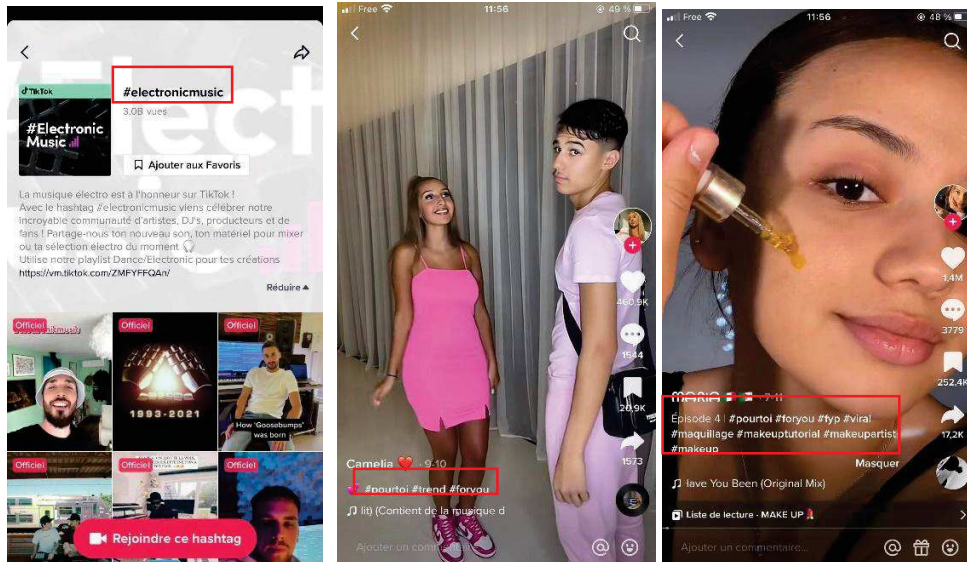 TikTok
#Electronic
Music
#electronicmusic
3.0B vues
Ajouter aux Favoris
La musique électro est à l'honneur sur TikTok !
Avec le hashtag #electronicmusic viens célébrer notre
incroyable communauté d'artistes, DJ's, producteurs et de
fans ! Partage-nous ton nouveau son, ton matériel pour mixer
ou ta sélection électro du moment
Utilise notre playlist Dance/Electronic pour tes créations
https://vm.tiktok.com/ZMFYFFQAn/
Réduire
Officiel
Officiel
Officiel
1993-2021
How 'Goosebumps'
was born
Officiel
Officiel
Officiel
Rejoindre ce hashtag
Free 11:56 49 %
460,9K
1544
20,9K
1573
Camelia ❤️ · 9-10
#pourtoi #trend #foryou
lit) (Contient de la musique d
Ajouter un commentaire...
Free 11:56 48 %
1,4M
3779
252,4K
17,2K
MARIA · 7-11
Épisode 4 | #pourtoi #foryou #fyp #viral
#maquillage #makeuptutorial #makeupartist
#makeup
Masquer
Have You Been (Original Mix)
Liste de lecture · MAKE UP
Ajouter un commentaire...